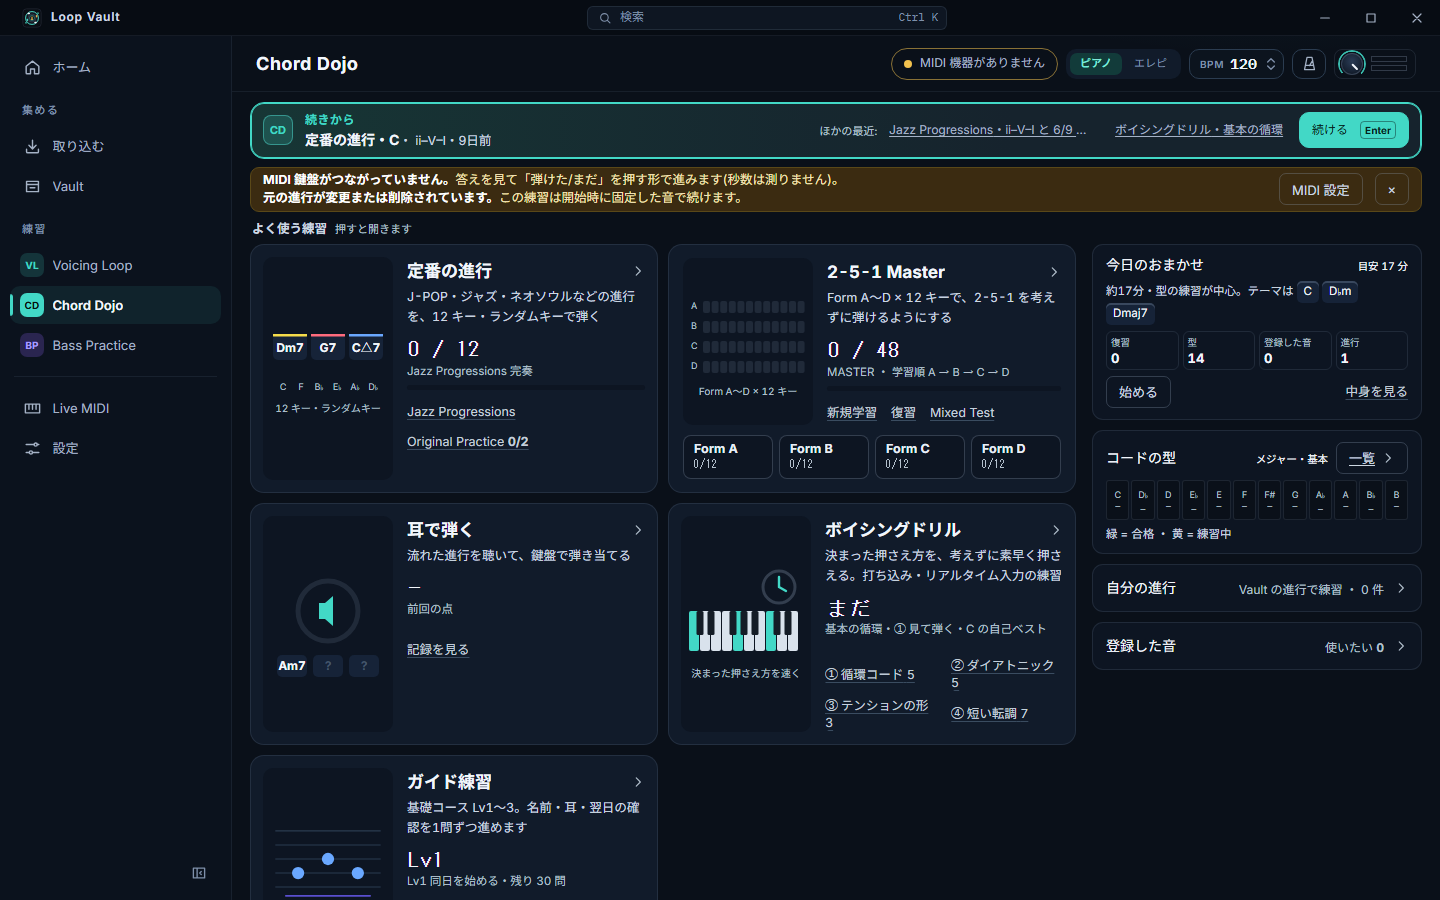 Loop Vault
検索
Ctrl K
ホーム
集める
取り込む
Vault
練習
VL Voicing Loop
CD Chord Dojo
BP Bass Practice
Live MIDI
設定
Chord Dojo
MIDI 機器がありません
ピアノ
エレピ
BPM 120
CD
続きから
定番の進行・C・ ii–V–I・9日前
ほかの最近:
Jazz Progressions・ii–V–I と 6/9 ...
ボイシングドリル・基本の循環
続ける Enter
MIDI 鍵盤がつながっていません。答えを見て「弾けた/まだ」を押す形で進みます(秒数は測りません)。
元の進行が変更または削除されています。この練習は開始時に固定した音で続けます。
MIDI 設定
×
よく使う練習 押すと開きます
Dm7 G7 C△7
C F B♭ E♭ A♭ D♭
12 キー・ランダムキー
定番の進行
J-POP・ジャズ・ネオソウルなどの進行
を、12 キー・ランダムキーで弾く
0 / 12
Jazz Progressions 完奏
Jazz Progressions
Original Practice 0/2
A
B
C
D
Form A〜D × 12 キー
2-5-1 Master
Form A〜D × 12 キーで、2-5-1 を考え
ずに弾けるようにする
0 / 48
MASTER ・ 学習順 A → B → C → D
新規学習 復習 Mixed Test
Form A
0/12
Form B
0/12
Form C
0/12
Form D
0/12
今日のおまかせ
目安 17 分
約17分・型の練習が中心。テーマは C D♭m
Dmaj7
復習
0
型
14
登録した音
0
進行
1
始める
中身を見る
コードの型
メジャー・基本
一覧
C D♭ D E♭ E F F# G A♭ A B♭ B
– – – – – – – – – – – –
緑 = 合格 ・ 黄 = 練習中
自分の進行
Vault の進行で練習 ・ 0 件
登録した音
使いたい 0
Am7 ? ?
耳で弾く
流れた進行を聴いて、鍵盤で弾き当てる
–
前回の点
記録を見る
決まった押さえ方を速く
ボイシングドリル
決まった押さえ方を、考えずに素早く押さ
える。打ち込み・リアルタイム入力の練習
まだ
基本の循環・① 見て弾く・C の自己ベスト
① 循環コード 5
② ダイアトニック
5
③ テンションの形
3
④ 短い転調 7
ガイド練習
基礎コース Lv1〜3。名前・耳・翌日の確
認を1問ずつ進めます
Lv1
Lv1 同日を始める・残り 30 問